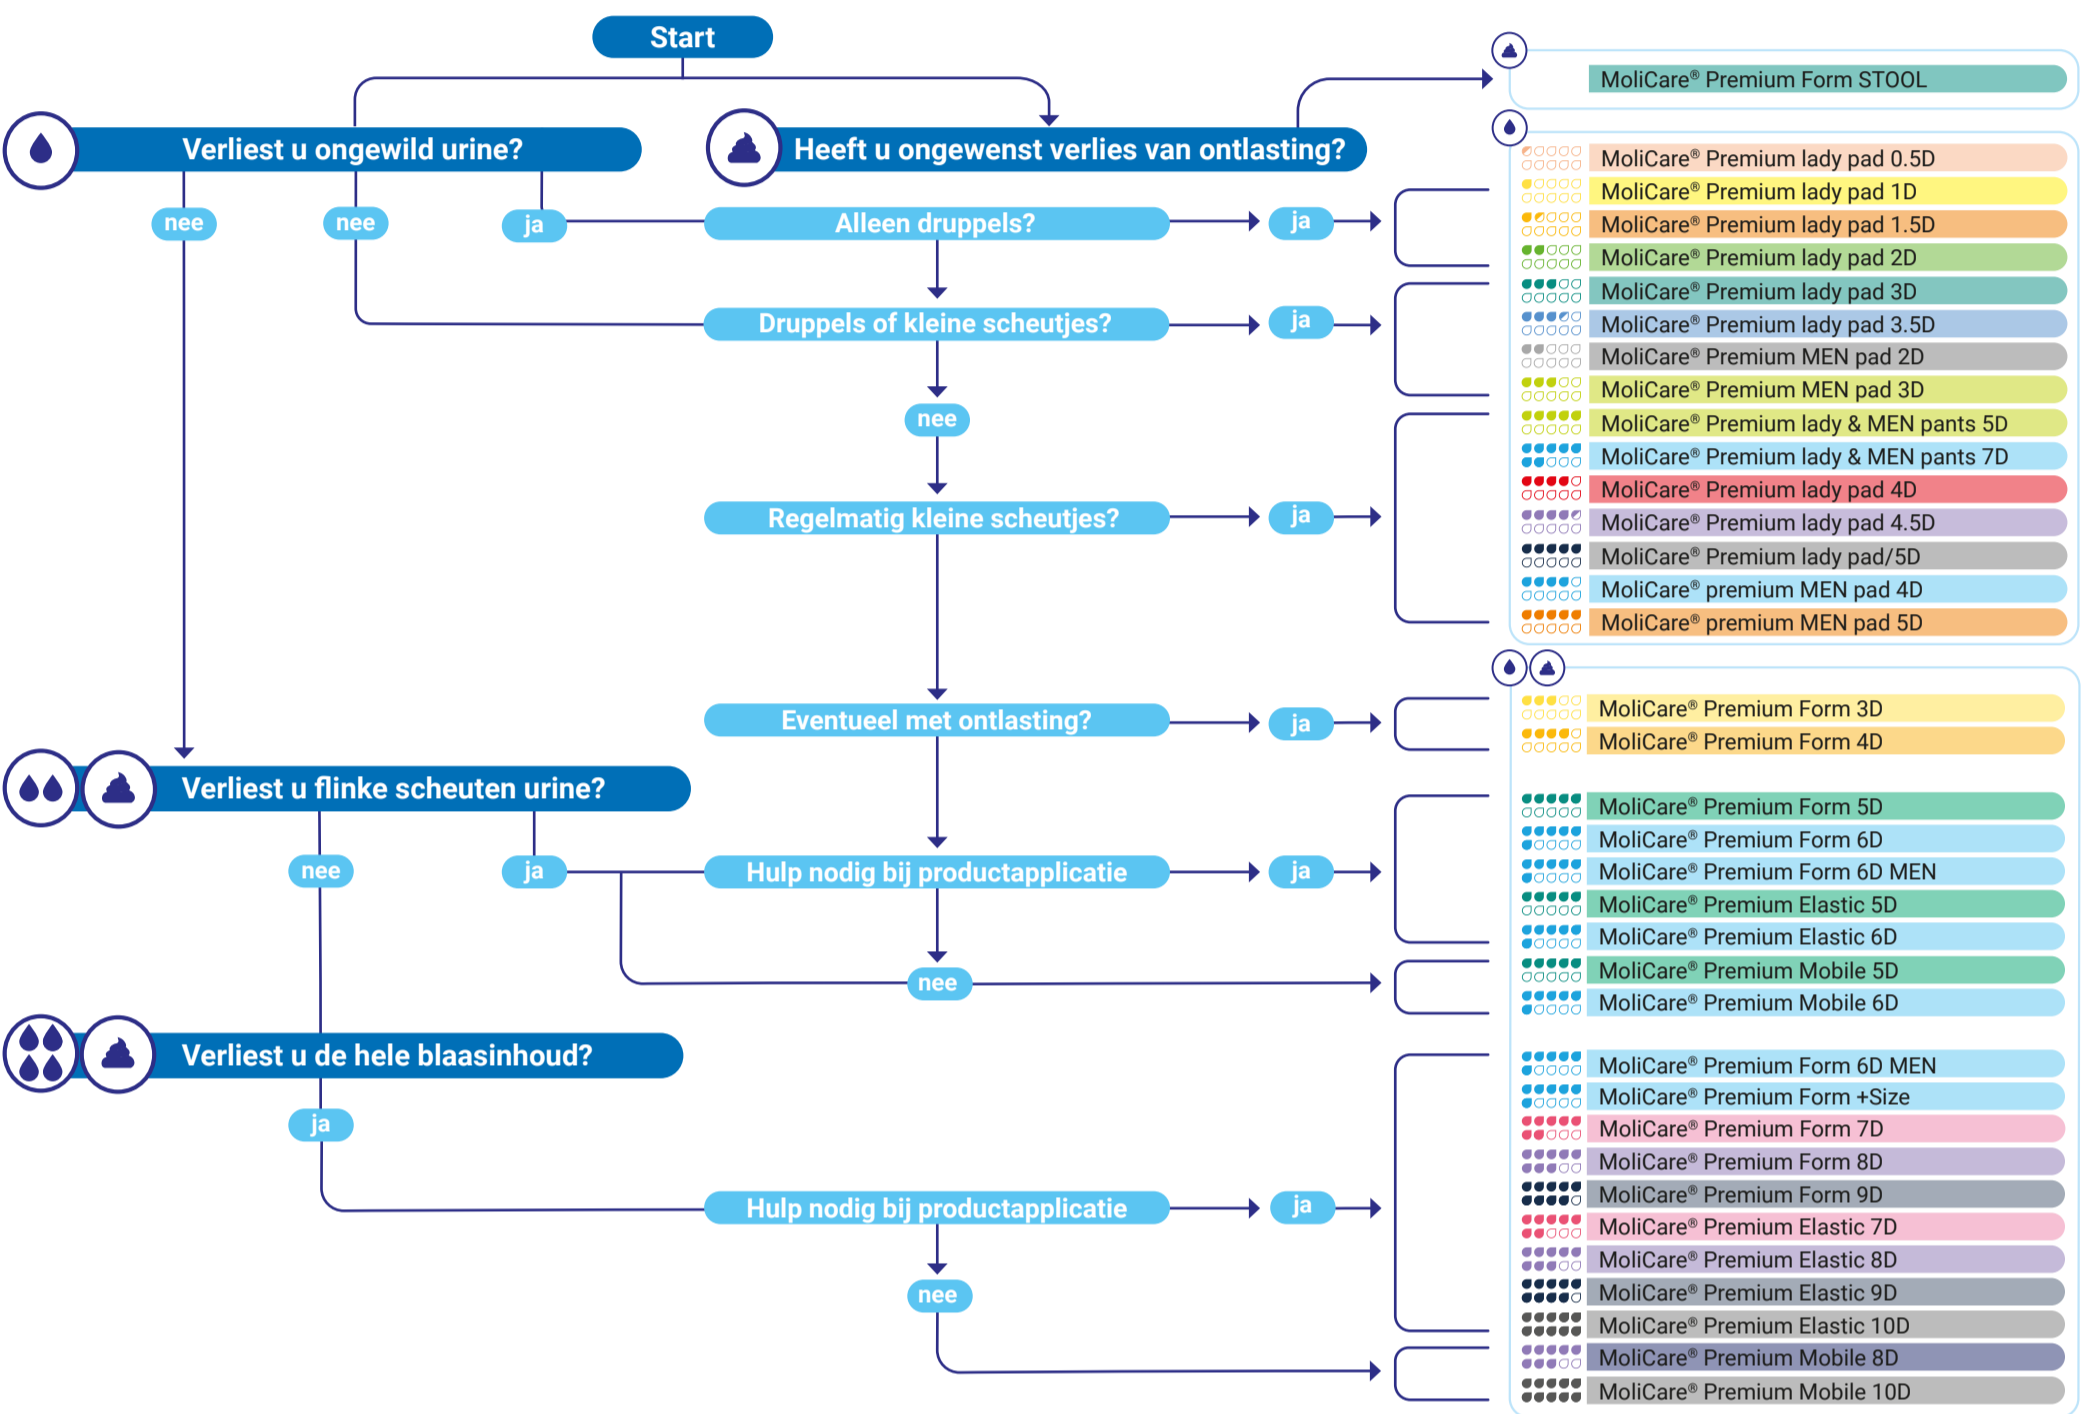 Start
MoliCare® Premium Form STOOL
Verliest u ongewild urine?
Heeft u ongewenst verlies van ontlasting?
nee
nee
ja
Alleen druppels?
ja
Druppels of kleine scheutjes?
ja
nee
Regelmatig kleine scheutjes?
ja
MoliCare® Premium lady pad 0.5D
MoliCare® Premium lady pad 1D
MoliCare® Premium lady pad 1.5D
MoliCare® Premium lady pad 2D
MoliCare® Premium lady pad 3D
MoliCare® Premium lady pad 3.5D
MoliCare® Premium MEN pad 2D
MoliCare® Premium MEN pad 3D
MoliCare® Premium lady & MEN pants 5D
MoliCare® Premium lady & MEN pants 7D
MoliCare® Premium lady pad 4D
MoliCare® Premium lady pad 4.5D
MoliCare® Premium lady pad/5D
MoliCare® premium MEN pad 4D
MoliCare® premium MEN pad 5D
Eventueel met ontlasting?
ja
MoliCare® Premium Form 3D
MoliCare® Premium Form 4D
Verliest u flinke scheuten urine?
nee
ja
Hulp nodig bij productapplicatie
ja
nee
MoliCare® Premium Form 5D
MoliCare® Premium Form 6D
MoliCare® Premium Form 6D MEN
MoliCare® Premium Elastic 5D
MoliCare® Premium Elastic 6D
MoliCare® Premium Mobile 5D
MoliCare® Premium Mobile 6D
Verliest u de hele blaasinhoud?
ja
Hulp nodig bij productapplicatie
ja
nee
MoliCare® Premium Form 6D MEN
MoliCare® Premium Form +Size
MoliCare® Premium Form 7D
MoliCare® Premium Form 8D
MoliCare® Premium Form 9D
MoliCare® Premium Elastic 7D
MoliCare® Premium Elastic 8D
MoliCare® Premium Elastic 9D
MoliCare® Premium Elastic 10D
MoliCare® Premium Mobile 8D
MoliCare® Premium Mobile 10D